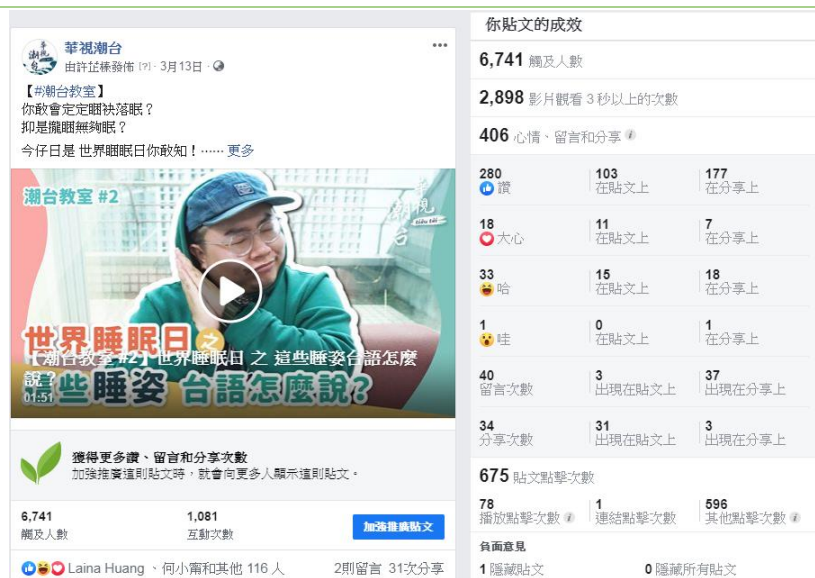 華視潮台
由許苙榛發佈 [?]· 3月13日 ·
【#潮台教室】
你敢會定定睏袂落眠？
抑是攏睏無夠眠？
今仔日是 世界睏眠日你敢知！…… 更多
潮台教室 #2
華視
潮台
世界睡眠日之
【潮台教室 #2】世界睡眠日 之 這些睡姿台語怎麼
說？
這些睡姿 台語怎麼說？
01:51
獲得更多讚、留言和分享次數
加強推廣這則貼文時，就會向更多人顯示這則貼文。
6,741
觸及人數
1,081
互動次數
加強推廣貼文
Laina Huang 、何小甯和其他 116 人
2則留言 31次分享
你貼文的成效
6,741 觸及人數
2,898 影片觀看 3 秒以上的次數
406 心情、留言和分享
280
讚
103
在貼文上
177
在分享上
18
大心
11
在貼文上
7
在分享上
33
哈
15
在貼文上
18
在分享上
1
哇
0
在貼文上
1
在分享上
40
留言次數
3
出現在貼文上
37
出現在分享上
34
分享次數
31
出現在貼文上
3
出現在分享上
675 貼文點擊次數
78
播放點擊次數
1
連結點擊次數
596
其他點擊次數
負面意見
1 隱藏貼文
0 隱藏所有貼文